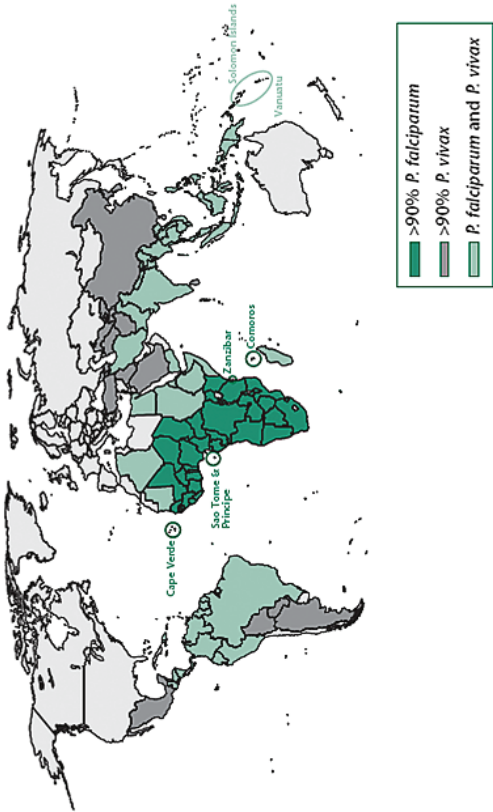 Solomon Islands
Vanuatu
Cape Verde
Sao Tome &
Principe
Zanzibar
Comoros
>90% P. falciparum
>90% P. vivax
P. falciparum and P. vivax